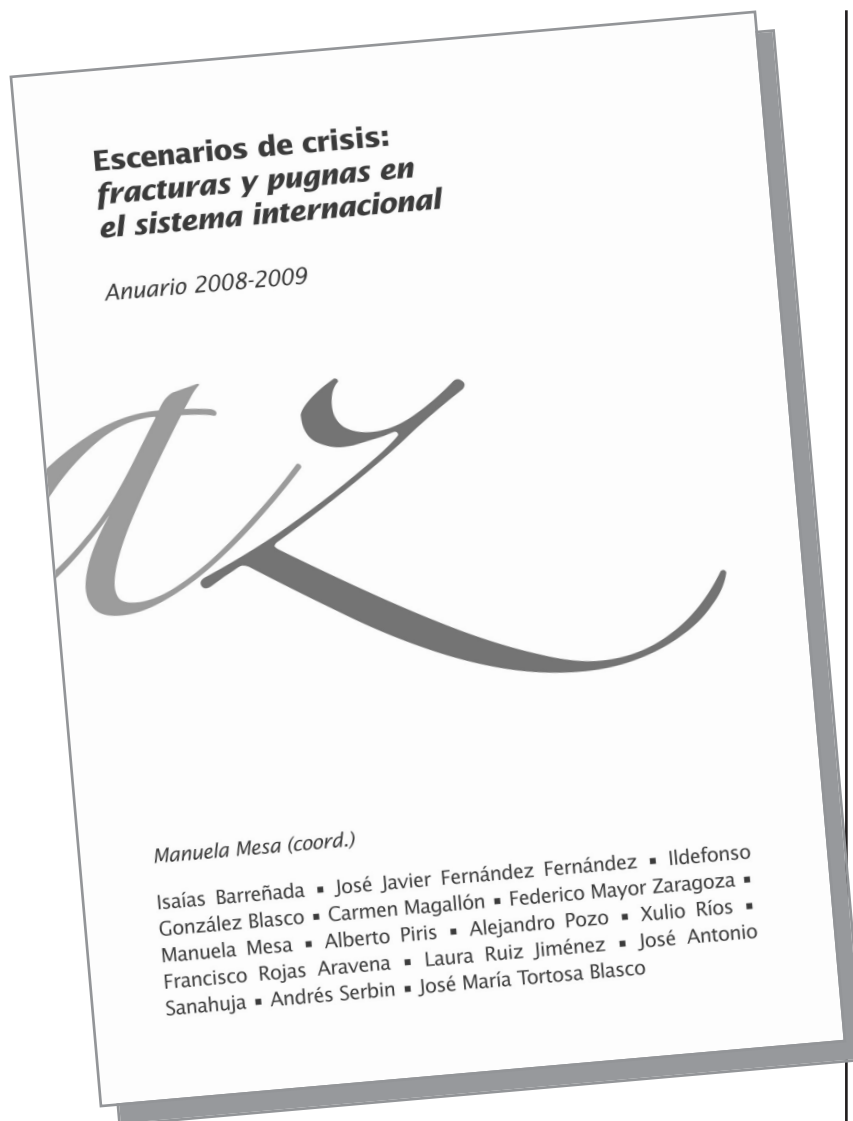 Escenarios de crisis:
fracturas y pugnas en
el sistema internacional
Anuario 2008-2009
az
Manuela Mesa (coord.)
Isaías Barreñada ▪ José Javier Fernández Fernández ▪ Ildefonso
González Blasco ▪ Carmen Magallón ▪ Federico Mayor Zaragoza ▪
Manuela Mesa ▪ Alberto Piris ▪ Alejandro Pozo ▪ Xulio Ríos ▪
Francisco Rojas Aravena ▪ Laura Ruiz Jiménez ▪ José Antonio
Sanahuja ▪ Andrés Serbin ▪ José María Tortosa Blasco